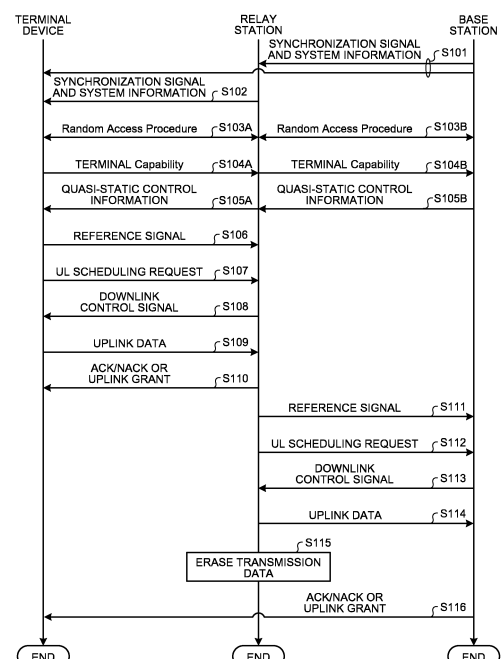 TERMINAL
DEVICE
RELAY
STATION
BASE
STATION
SYNCHRONIZATION SIGNAL
AND SYSTEM INFORMATION
S101
SYNCHRONIZATION SIGNAL
AND SYSTEM INFORMATION
S102
Random Access Procedure
S103A
Random Access Procedure
S103B
TERMINAL Capability
S104A
TERMINAL Capability
S104B
QUASI-STATIC CONTROL
INFORMATION
S105A
QUASI-STATIC CONTROL
INFORMATION
S105B
REFERENCE SIGNAL
S106
UL SCHEDULING REQUEST
S107
DOWNLINK
CONTROL SIGNAL
S108
UPLINK DATA
S109
ACK/NACK OR
UPLINK GRANT
S110
REFERENCE SIGNAL
S111
UL SCHEDULING REQUEST
S112
DOWNLINK
CONTROL SIGNAL
S113
UPLINK DATA
S114
S115
ERASE TRANSMISSION
DATA
ACK/NACK OR
UPLINK GRANT
S116
END
END
END